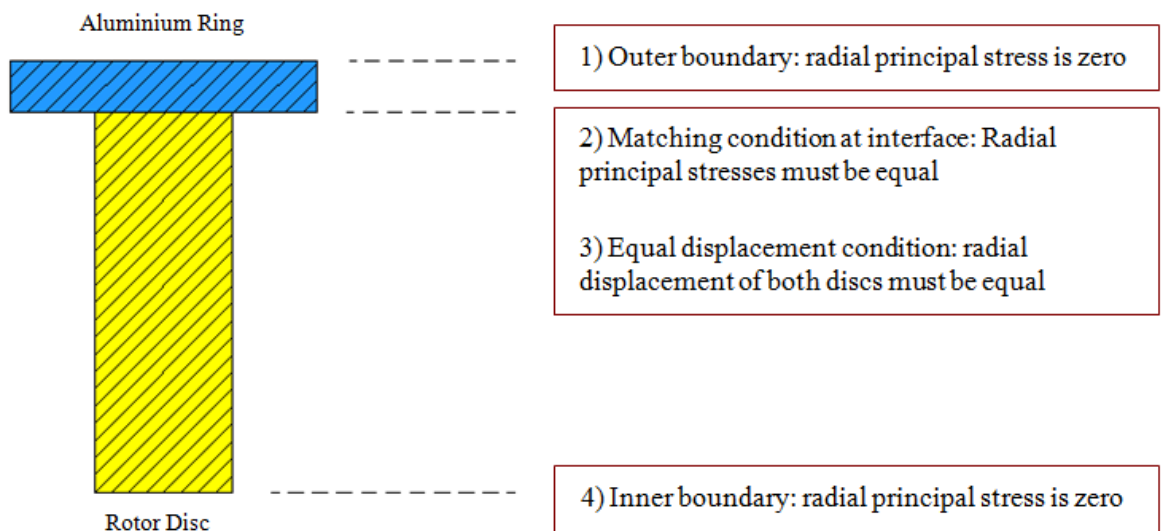 Aluminium Ring
1) Outer boundary: radial principal stress is zero
2) Matching condition at interface: Radial
principal stresses must be equal
3) Equal displacement condition: radial
displacement of both discs must be equal
4) Inner boundary: radial principal stress is zero
Rotor Disc